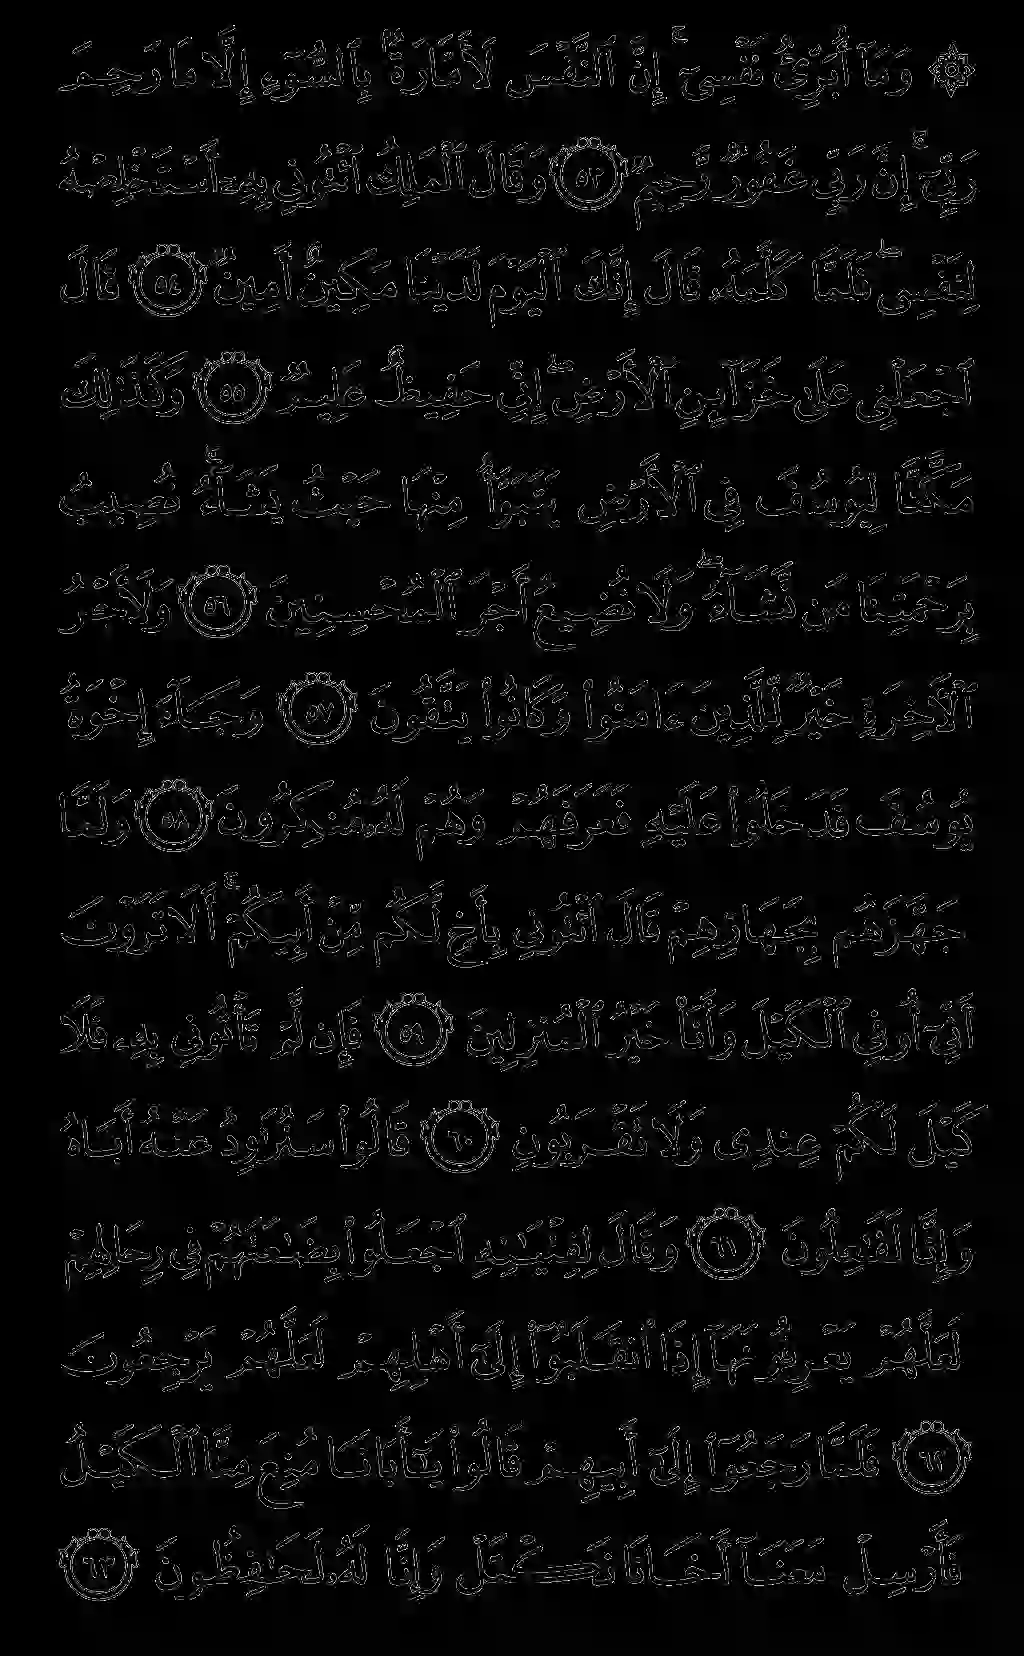 ۞ وَمَآ أُبَرِّئُ نَفْسِىٓ ۚ إِنَّ ٱلنَّفْسَ لَأَمَّارَةٌۢ بِٱلسُّوٓءِ إِلَّا مَا رَحِمَ
رَبِّىٓ ۚ إِنَّ رَبِّى غَفُورٌ رَّحِيمٌ ٥٣ وَقَالَ ٱلْمَلِكُ ٱئْتُونِى بِهِۦٓ أَسْتَخْلِصْهُ
لِنَفْسِى ۖ فَلَمَّا كَلَّمَهُۥ قَالَ إِنَّكَ ٱلْيَوْمَ لَدَيْنَا مَكِينٌ أَمِينٌ ٥٤ قَالَ
ٱجْعَلْنِى عَلَىٰ خَزَآئِنِ ٱلْأَرْضِ ۖ إِنِّى حَفِيظٌ عَلِيمٌ ٥٥ وَكَذَٰلِكَ
مَكَّنَّا لِيُوسُفَ فِى ٱلْأَرْضِ يَتَبَوَّأُ مِنْهَا حَيْثُ يَشَآءُ ۚ نُصِيبُ
بِرَحْمَتِنَا مَن نَّشَآءُ ۖ وَلَا نُضِيعُ أَجْرَ ٱلْمُحْسِنِينَ ٥٦ وَلَأَجْرُ
ٱلْـَٔاخِرَةِ خَيْرٌ لِّلَّذِينَ ءَامَنُوا۟ وَكَانُوا۟ يَتَّقُونَ ٥٧ وَجَآءَ إِخْوَةُ
يُوسُفَ فَدَخَلُوا۟ عَلَيْهِ فَعَرَفَهُمْ وَهُمْ لَهُۥ مُنكِرُونَ ٥٨ وَلَمَّا
جَهَّزَهُم بِجَهَازِهِمْ قَالَ ٱئْتُونِى بِأَخٍ لَّكُم مِّنْ أَبِيكُمْ ۚ أَلَا تَرَوْنَ
أَنِّىٓ أُوفِى ٱلْكَيْلَ وَأَنَا۠ خَيْرُ ٱلْمُنزِلِينَ ٥٩ فَإِن لَّمْ تَأْتُونِى بِهِۦ فَلَا
كَيْلَ لَكُمْ عِندِى وَلَا تَقْرَبُونِ ٦٠ قَالُوا۟ سَنُرَٰوِدُ عَنْهُ أَبَاهُ
وَإِنَّا لَفَٰعِلُونَ ٦١ وَقَالَ لِفِتْيَٰنِهِ ٱجْعَلُوا۟ بِضَٰعَتَهُمْ فِى رِحَالِهِمْ
لَعَلَّهُمْ يَعْرِفُونَهَآ إِذَا ٱنقَلَبُوٓا۟ إِلَىٰٓ أَهْلِهِمْ لَعَلَّهُمْ يَرْجِعُونَ
٦٢ فَلَمَّا رَجَعُوٓا۟ إِلَىٰٓ أَبِيهِمْ قَالُوا۟ يَٰٓأَبَانَا مُنِعَ مِنَّا ٱلْكَيْلُ
فَأَرْسِلْ مَعَنَآ أَخَانَا نَكْتَلْ وَإِنَّا لَهُۥ لَحَٰفِظُونَ ٦٣